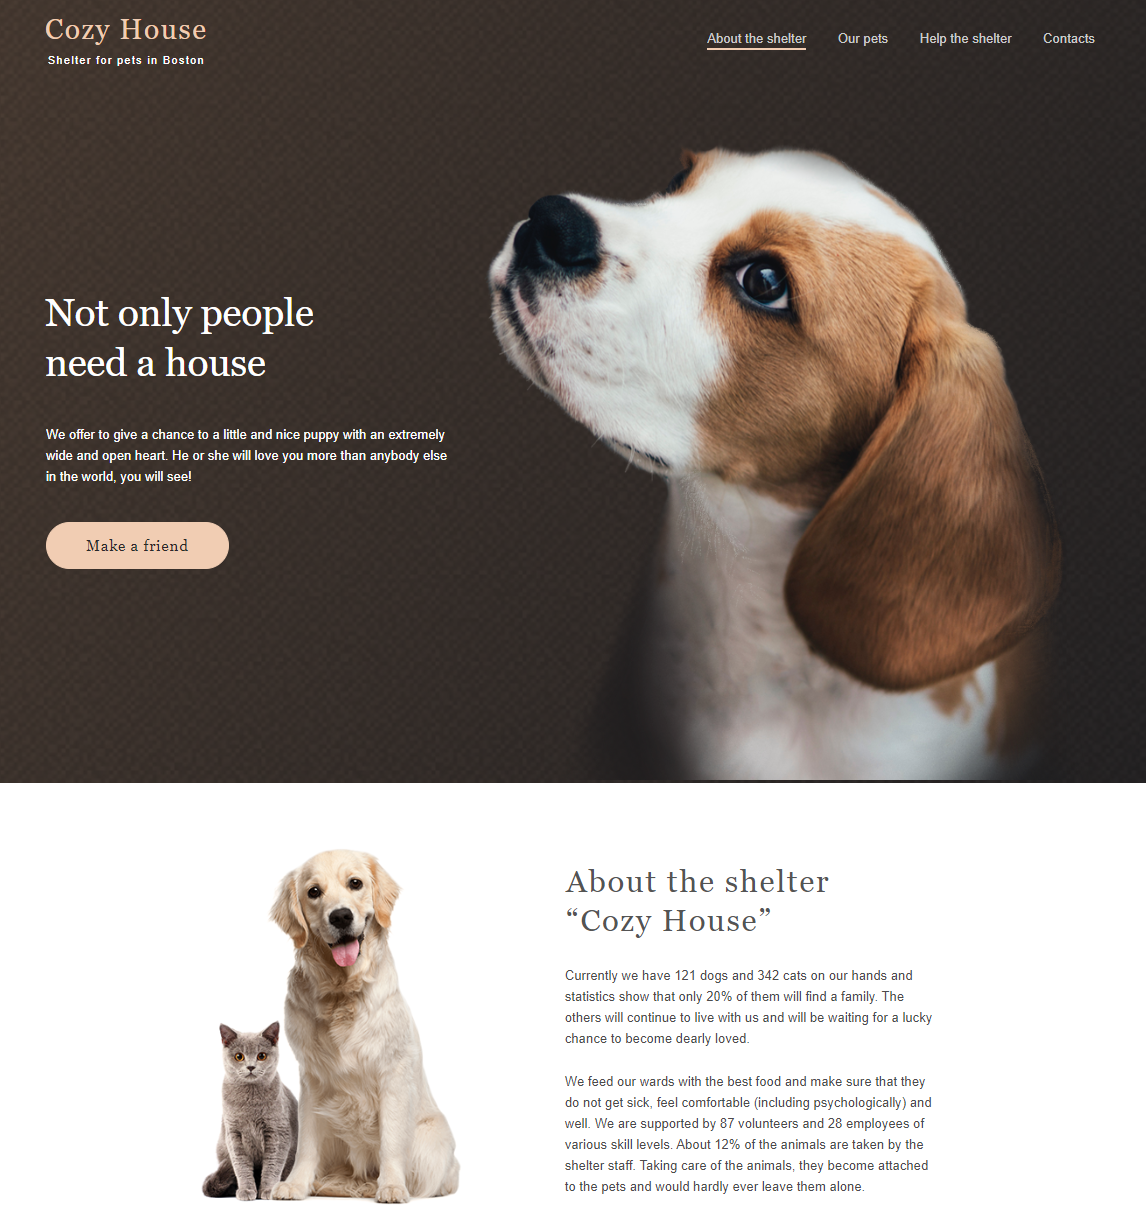 Cozy House
Shelter for pets in Boston
About the shelter
Our pets
Help the shelter
Contacts
Not only people
need a house
We offer to give a chance to a little and nice puppy with an extremely
wide and open heart. He or she will love you more than anybody else
in the world, you will see!
Make a friend
About the shelter
“Cozy House”
Currently we have 121 dogs and 342 cats on our hands and
statistics show that only 20% of them will find a family. The
others will continue to live with us and will be waiting for a lucky
chance to become dearly loved.
We feed our wards with the best food and make sure that they
do not get sick, feel comfortable (including psychologically) and
well. We are supported by 87 volunteers and 28 employees of
various skill levels. About 12% of the animals are taken by the
shelter staff. Taking care of the animals, they become attached
to the pets and would hardly ever leave them alone.